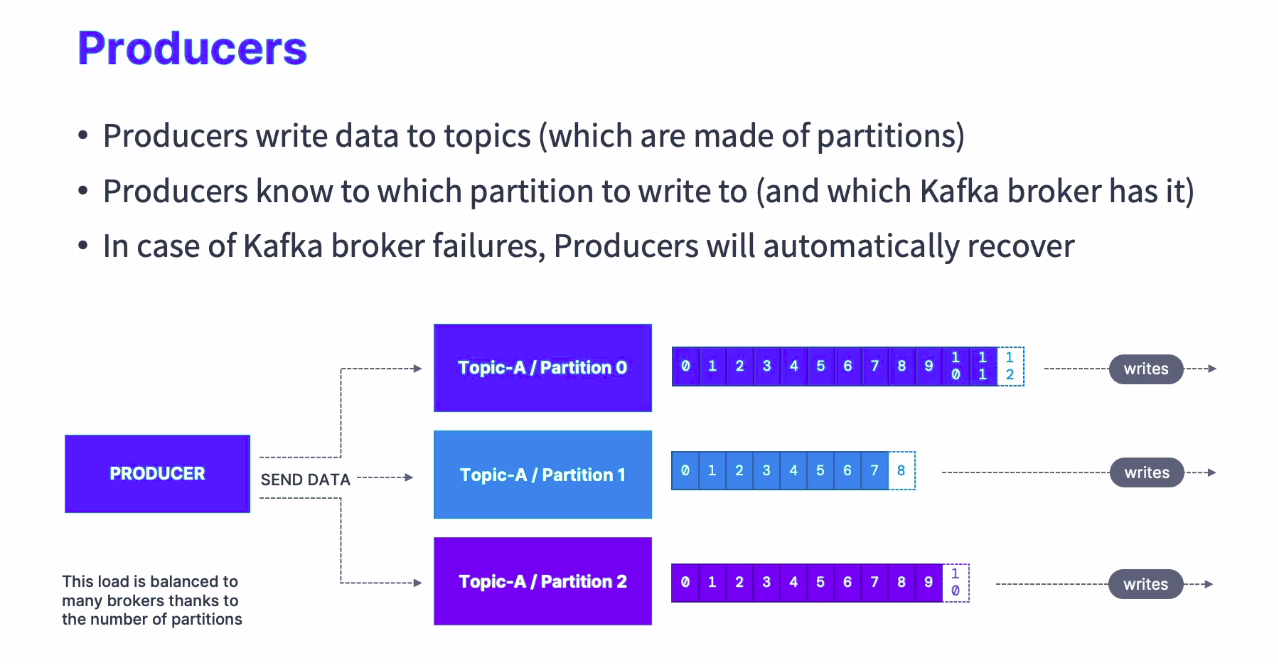 Producers
• Producers write data to topics (which are made of partitions)
• Producers know to which partition to write to (and which Kafka broker has it)
• In case of Kafka broker failures, Producers will automatically recover
Topic-A / Partition 0
0 1 2 3 4 5 6 7 8 9 10 11 12
writes
PRODUCER
SEND DATA
Topic-A / Partition 1
0 1 2 3 4 5 6 7 8
writes
Topic-A / Partition 2
0 1 2 3 4 5 6 7 8 9 10
writes
This load is balanced to
many brokers thanks to
the number of partitions